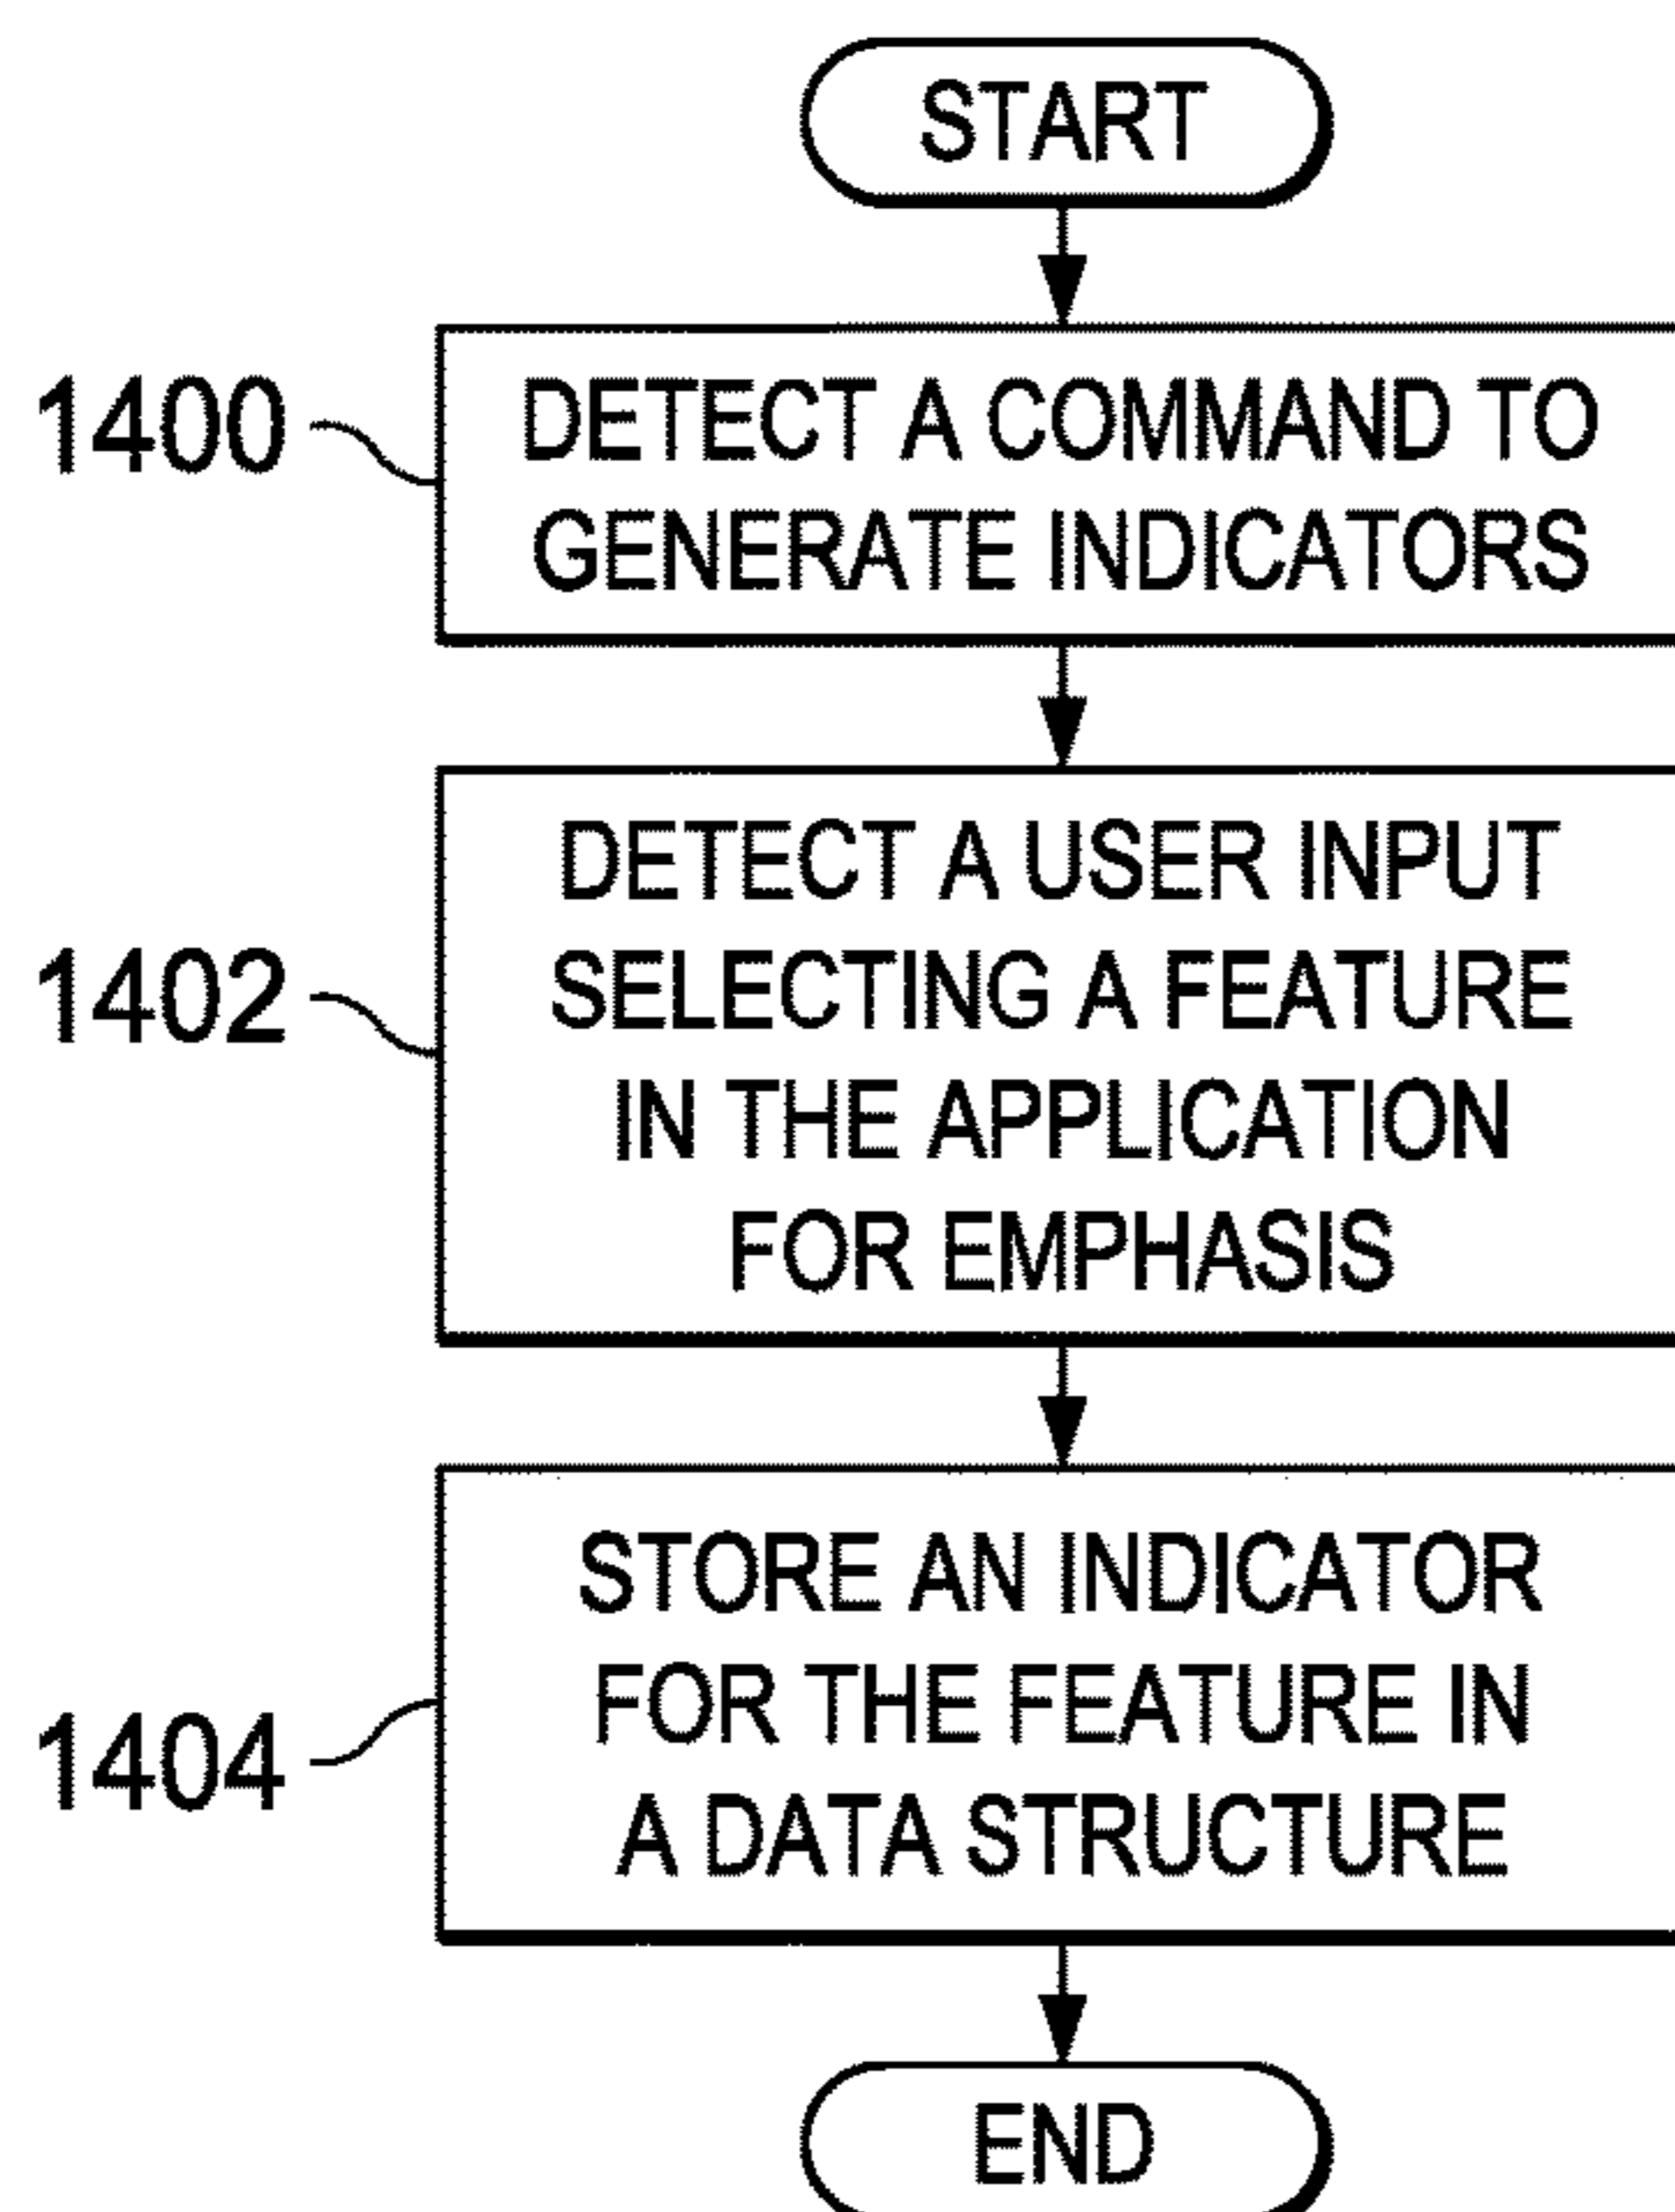 START
1400
DETECT A COMMAND TO
GENERATE INDICATORS
1402
DETECT A USER INPUT
SELECTING A FEATURE
IN THE APPLICATION
FOR EMPHASIS
1404
STORE AN INDICATOR
FOR THE FEATURE IN
A DATA STRUCTURE
END